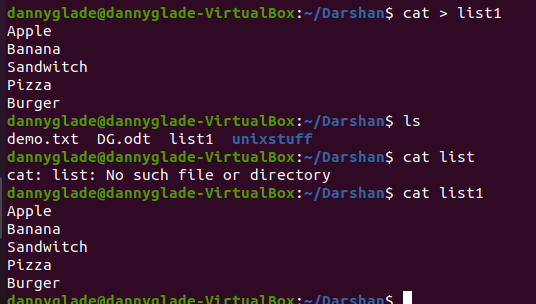 dannyglade@dannyglade-VirtualBox:~/Darshan$ cat > list1
Apple
Banana
Sandwitch
Pizza
Burger
dannyglade@dannyglade-VirtualBox:~/Darshan$ ls
demo.txt  DG.odt  list1  unixstuff
dannyglade@dannyglade-VirtualBox:~/Darshan$ cat list
cat: list: No such file or directory
dannyglade@dannyglade-VirtualBox:~/Darshan$ cat list1
Apple
Banana
Sandwitch
Pizza
Burger
dannyglade@dannyglade-VirtualBox:~/Darshan$